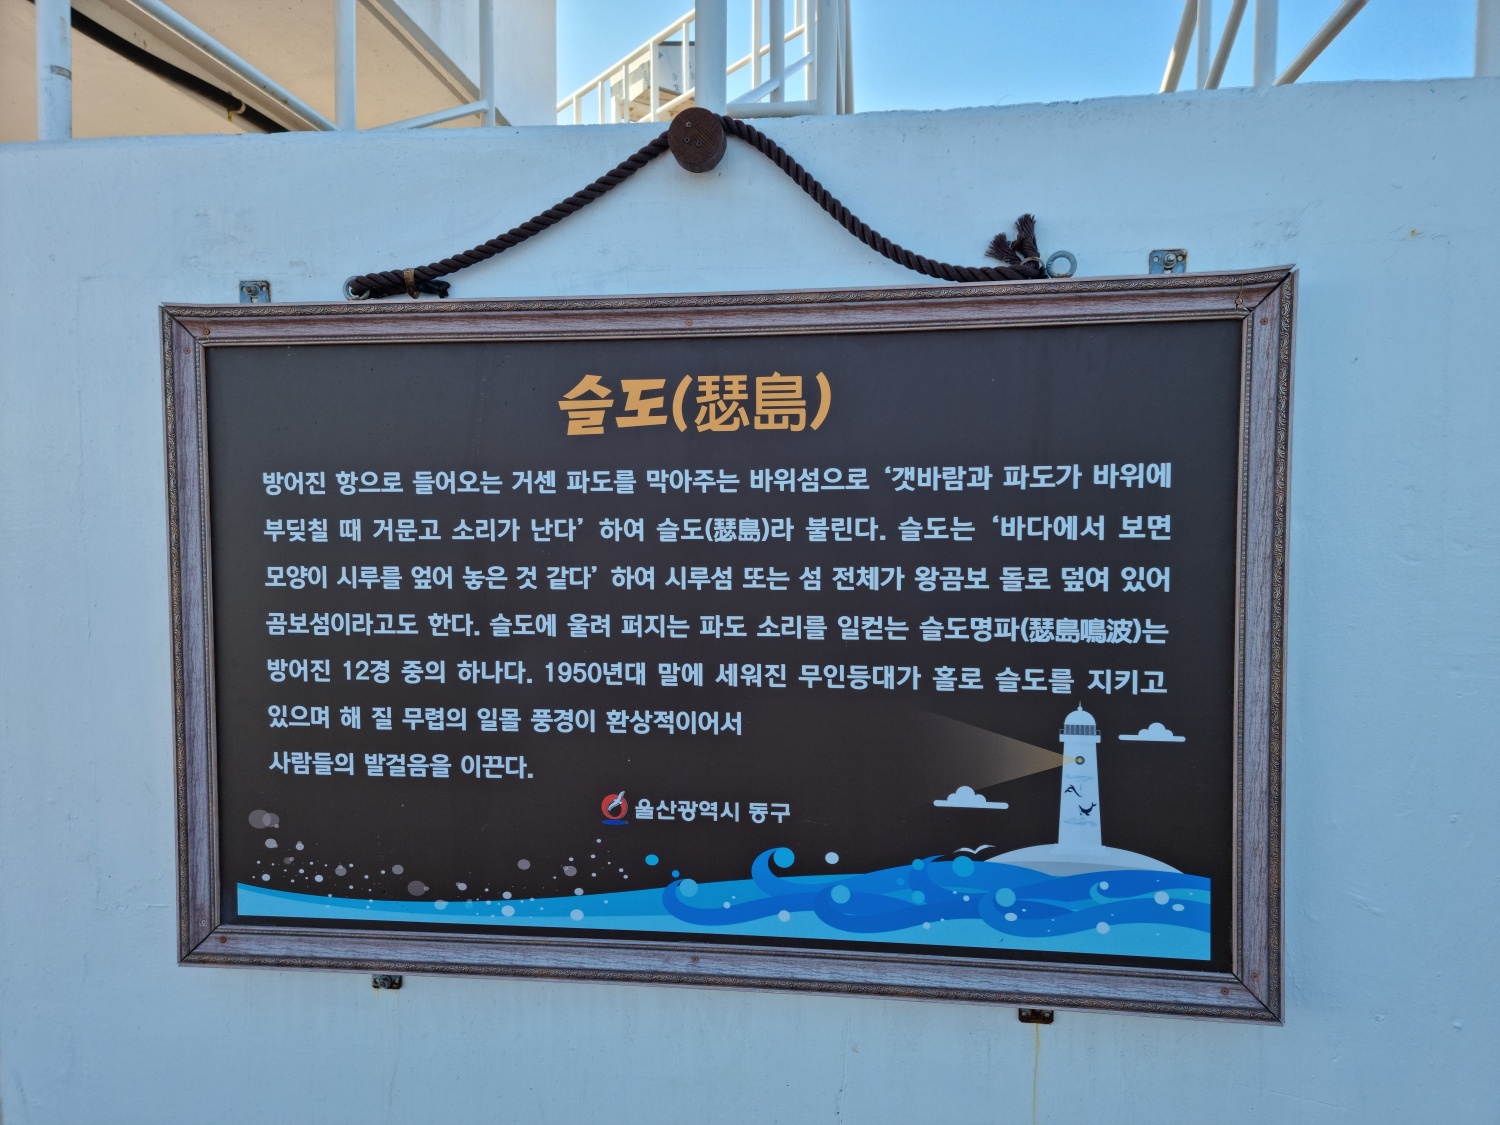 슬도(瑟島)
방어진 항으로 들어오는 거센 파도를 막아주는 바위섬으로 ‘갯바람과 파도가 바위에
부딪칠 때 거문고 소리가 난다’ 하여 슬도(瑟島)라 불린다. 슬도는 ‘바다에서 보면
모양이 시루를 엎어 놓은 것 같다’ 하여 시루섬 또는 섬 전체가 왕곰보 돌로 덮여 있어
곰보섬이라고도 한다. 슬도에 울려 퍼지는 파도 소리를 일컫는 슬도명파(瑟島鳴波)는
방어진 12경 중의 하나다. 1950년대 말에 세워진 무인등대가 홀로 슬도를 지키고
있으며 해 질 무렵의 일몰 풍경이 환상적이어서
사람들의 발걸음을 이끈다.
울산광역시 동구